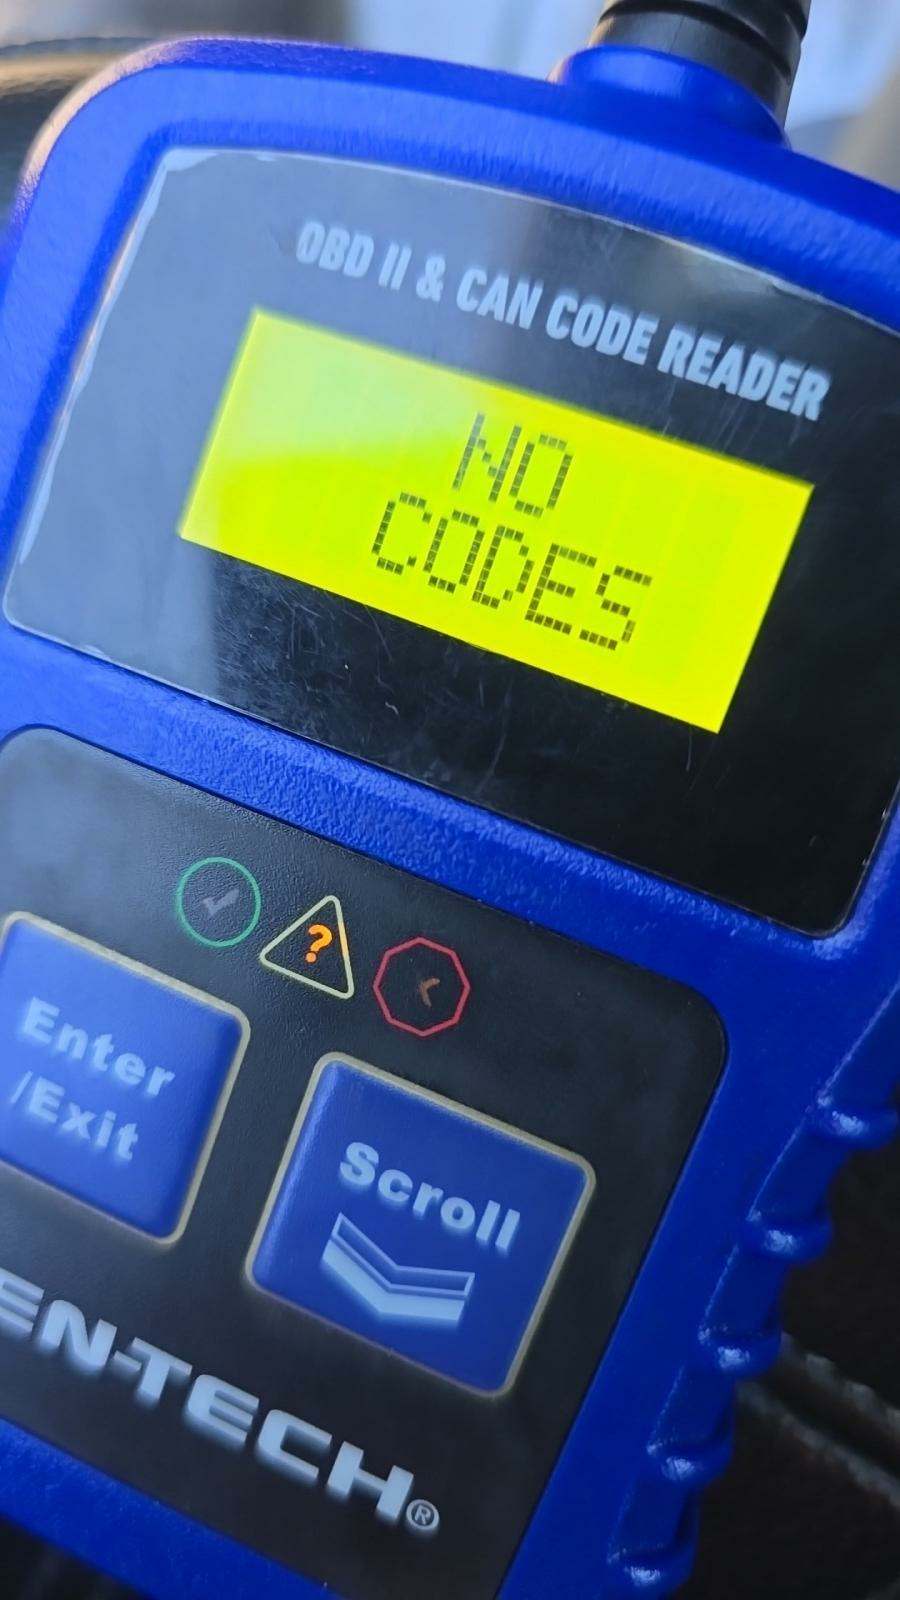 OBD II & CAN CODE READER
NO
CODES
?
Enter
/Exit
Scroll
EN-TECH®